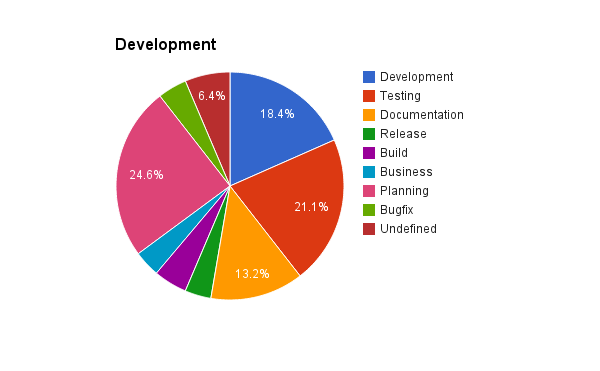 Development
18.4%
21.1%
13.2%
24.6%
6.4%
Development
Testing
Documentation
Release
Build
Business
Planning
Bugfix
Undefined